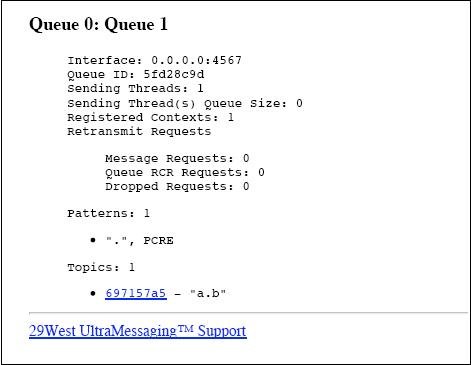 Queue 0: Queue 1
Interface: 0.0.0.0:4567
Queue ID: 5fd28c9d
Sending Threads: 1
Sending Thread(s) Queue Size: 0
Registered Contexts: 1
Retransmit Requests
Message Requests: 0
Queue RCR Requests: 0
Dropped Requests: 0
Patterns: 1
• ".", PCRE
Topics: 1
• 697157a5 - "a.b"
29West UltraMessaging™ Support